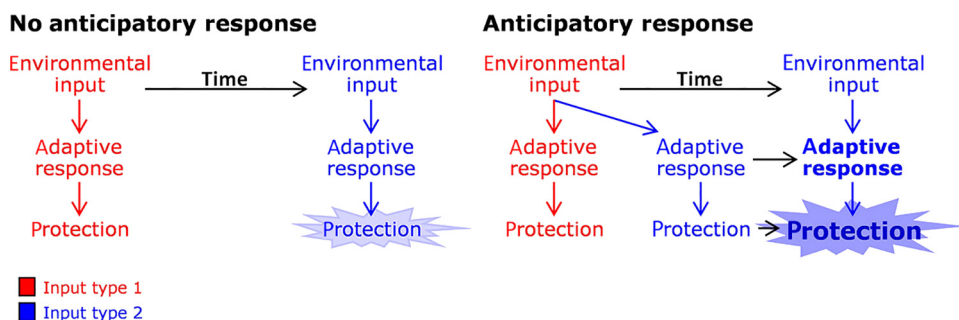 No anticipatory response
Environmental
input
Time
Environmental
input
Adaptive
response
Adaptive
response
Protection
Protection
Anticipatory response
Environmental
input
Time
Environmental
input
Adaptive
response
Adaptive
response
Adaptive
response
Protection
Protection
Protection
Input type 1
Input type 2